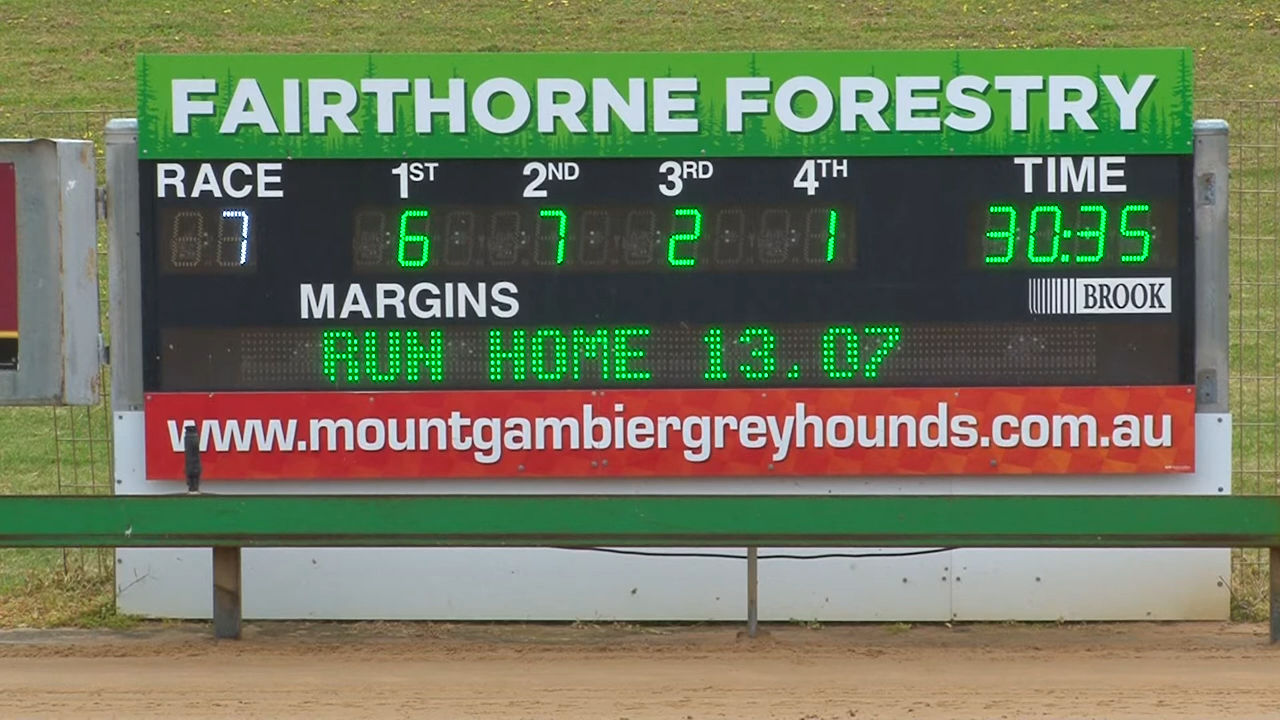 FAIRTHORNE FORESTRY
RACE 1ST 2ND 3RD 4TH TIME
7 6 7 2 1 30:35
MARGINS BROOK
RUN HOME 13.07
www.mountgambiergreyhounds.com.au